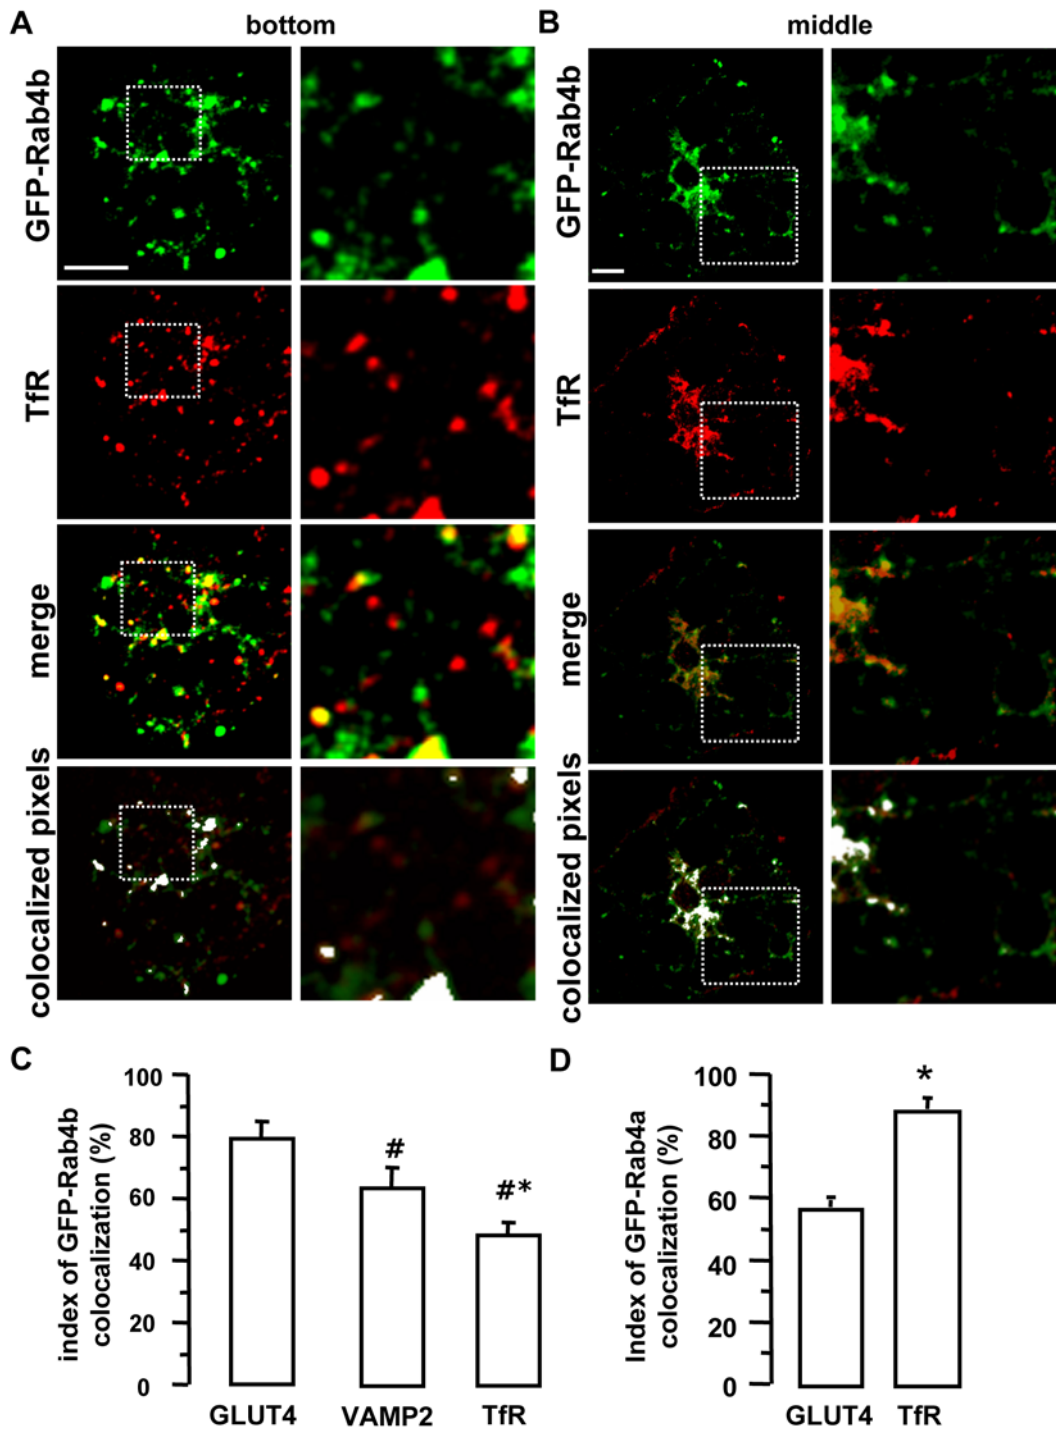 A
bottom
GFP-Rab4b
TfR
merge
colocalized pixels
B
middle
GFP-Rab4b
TfR
merge
colocalized pixels
C
index of GFP-Rab4b
colocalization (%)
100
80
60
40
20
0
#
#*
GLUT4 VAMP2 TfR
D
Index of GFP-Rab4a
colocalization (%)
100
80
60
40
20
0
*
GLUT4 TfR